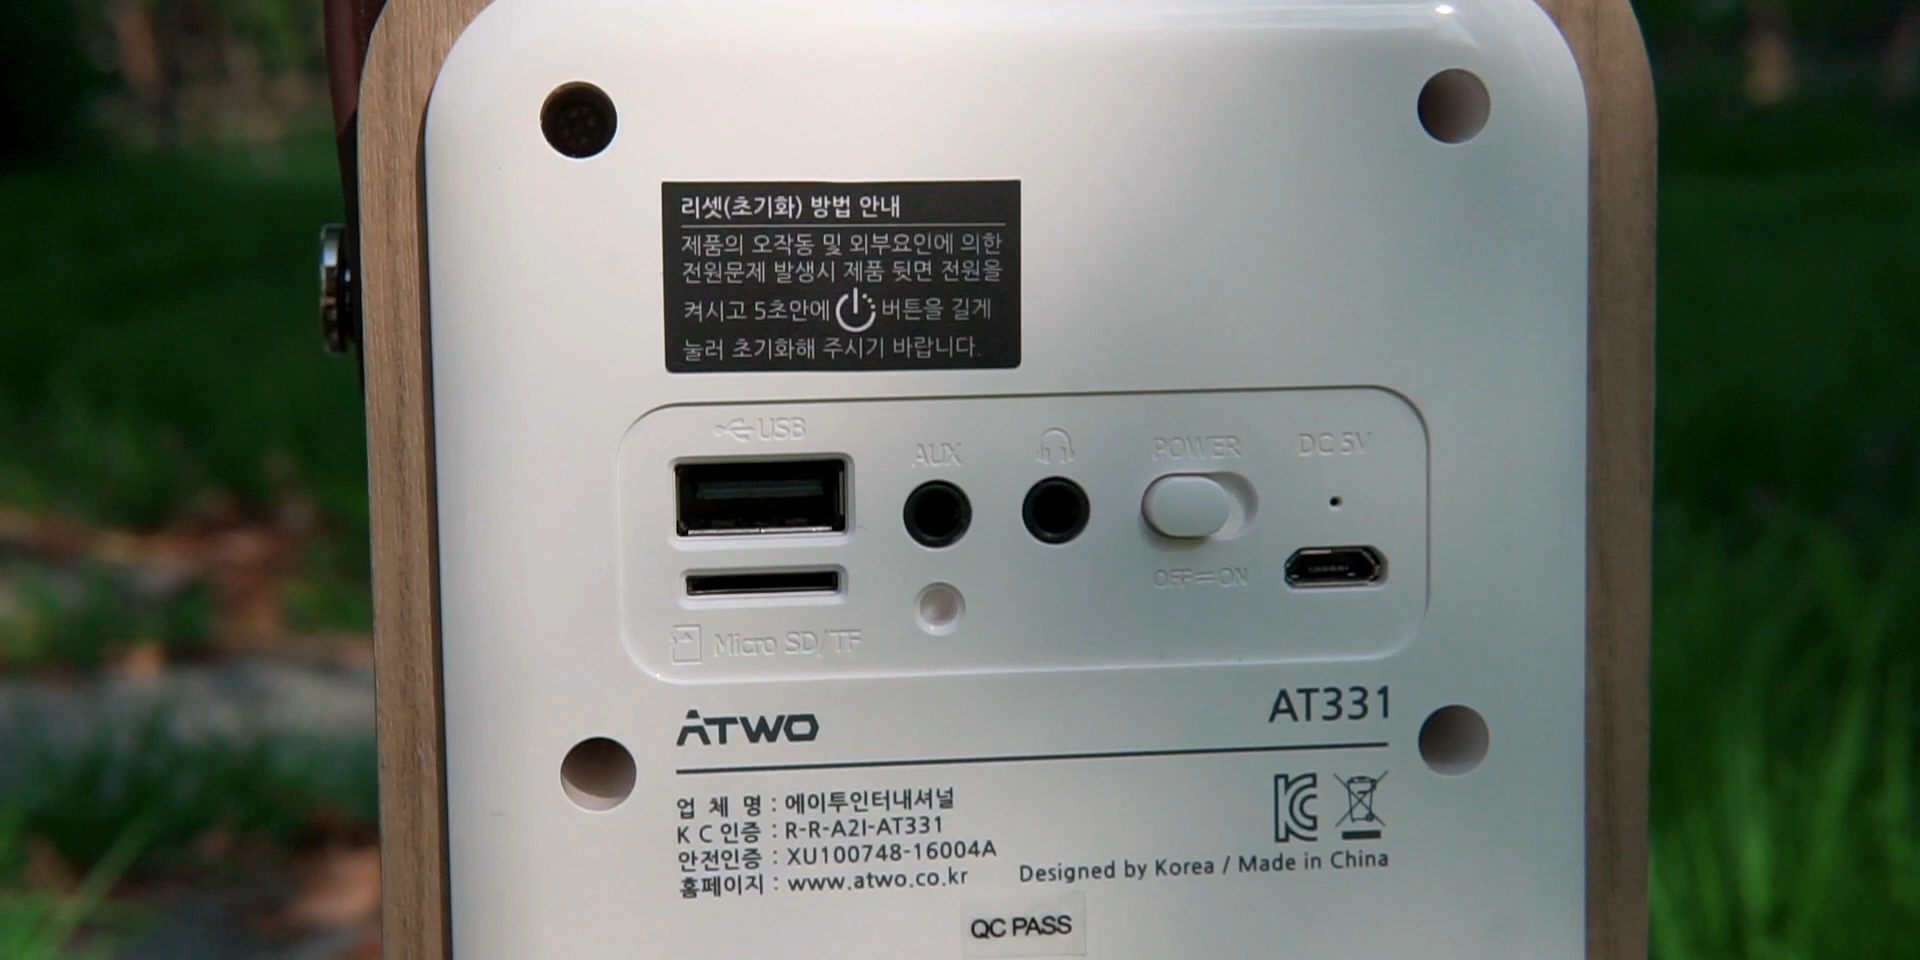 리셋(초기화) 방법 안내
제품의 오작동 및 외부요인에 의한
전원문제 발생시 제품 뒷면 전원을
켜시고 5초안에 버튼을 길게
눌러 초기화해 주시기 바랍니다.
USB
AUX
POWER
DC 5V
OFF ON
Micro SD/TF
ATWO
AT331
업 체 명 : 에이투인터내셔널
K C 인증 : R-R-A2I-AT331
안전인증 : XU100748-16004A
홈페이지 : www.atwo.co.kr
Designed by Korea / Made in China
QC PASS